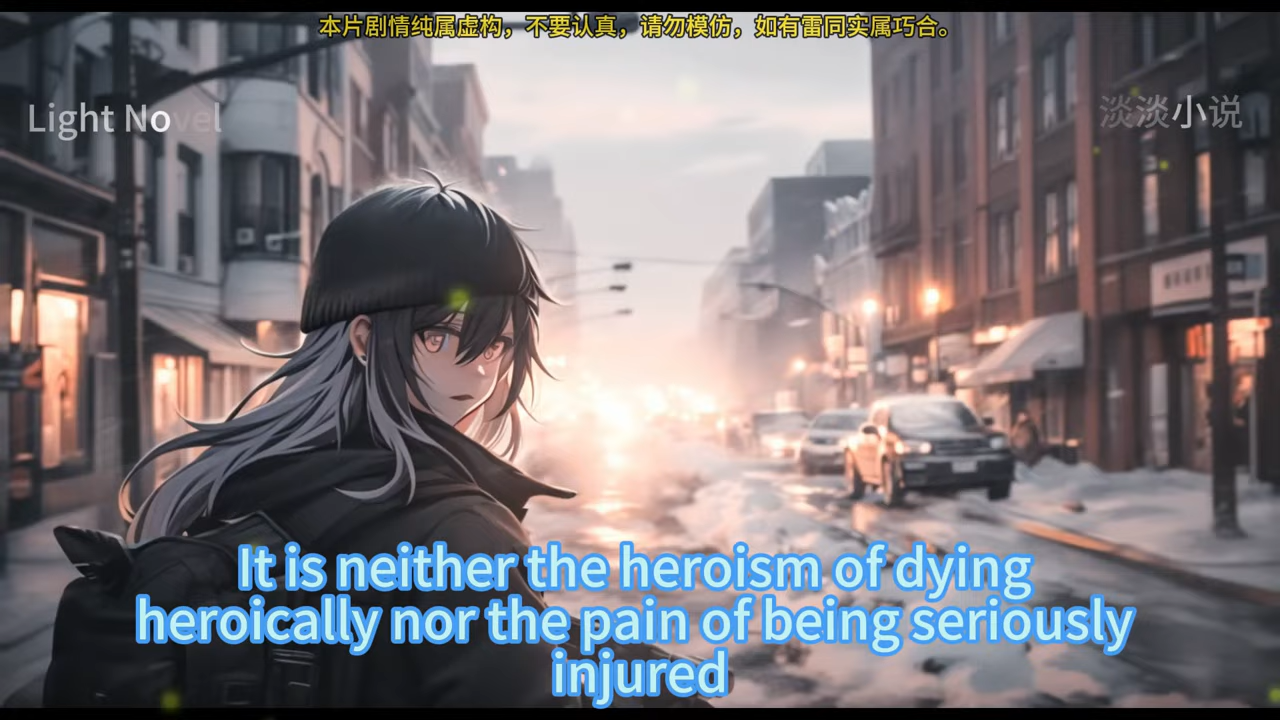 本片剧情纯属虚构，不要认真，请勿模仿，如有雷同实属巧合。
Light Novel
淡淡小说
It is neither the heroism of dying
heroically nor the pain of being seriously
injured